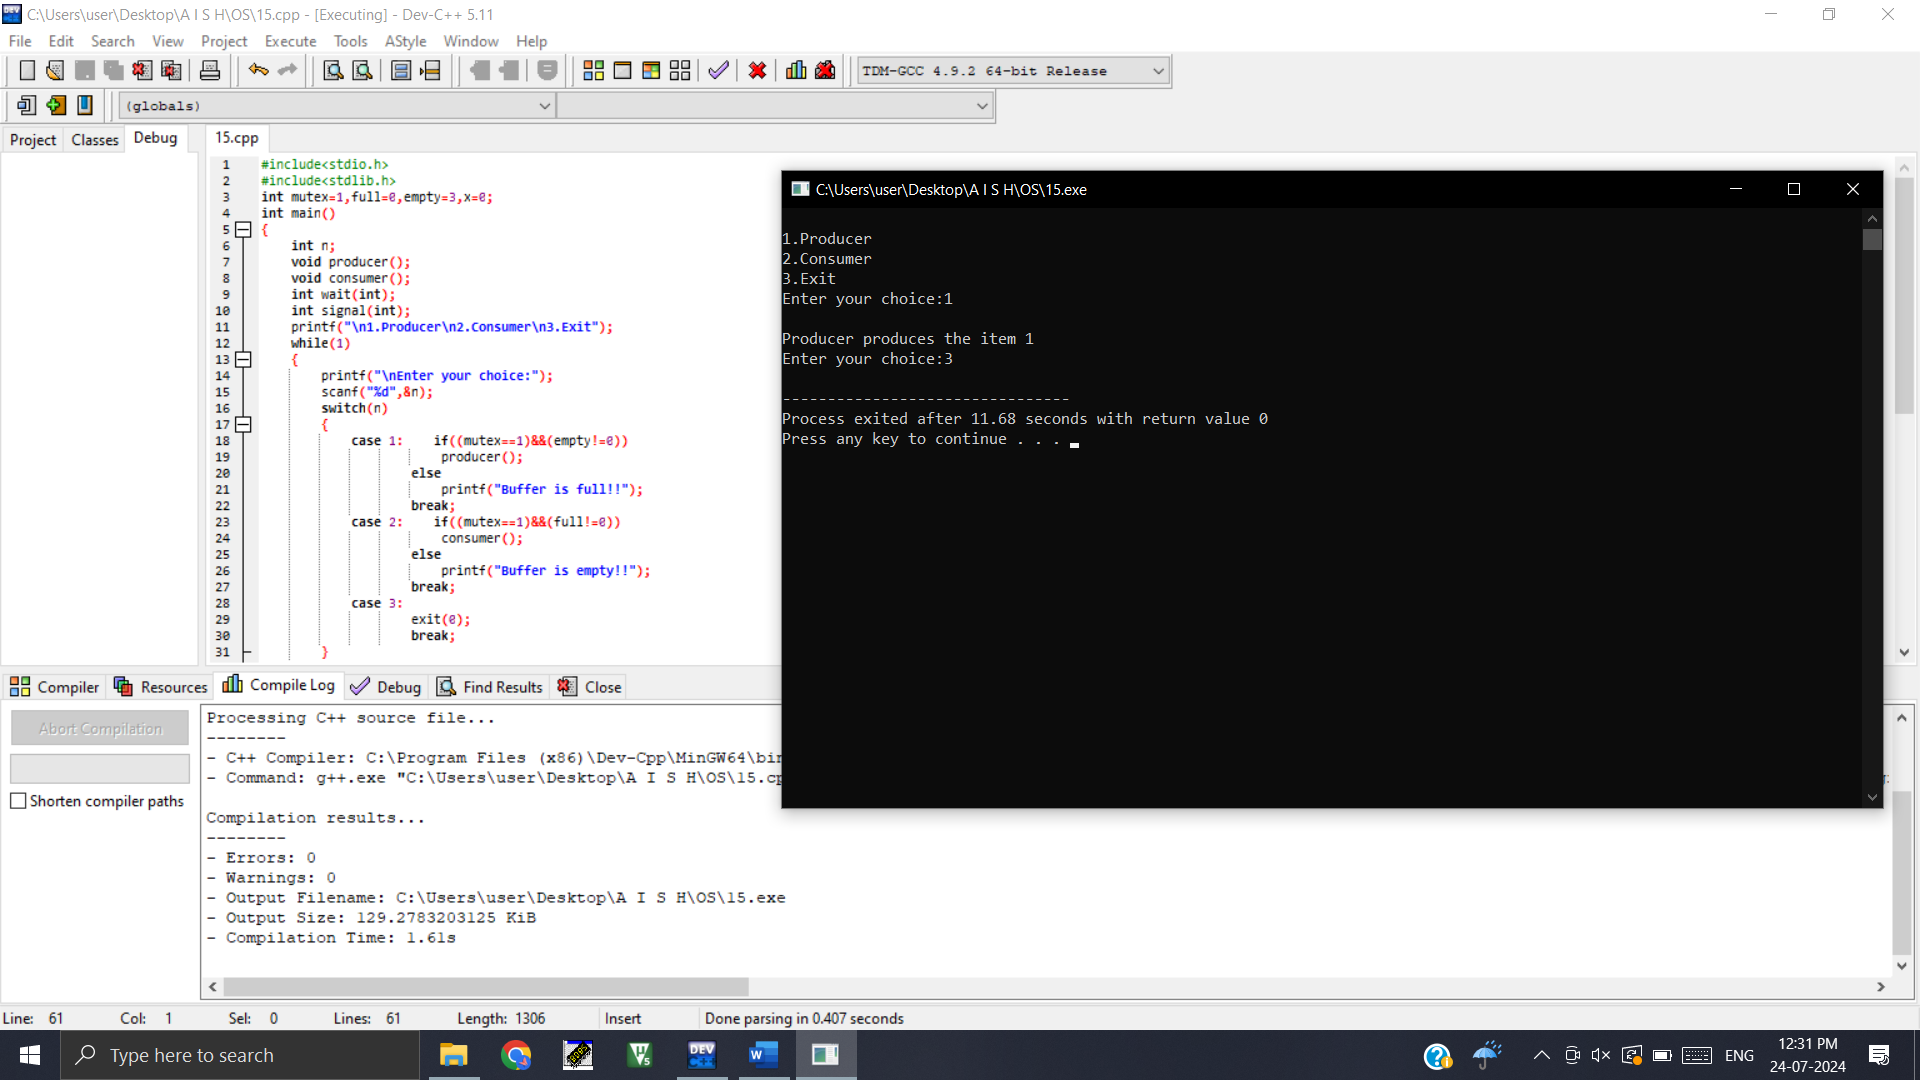 C:\Users\user\Desktop\A I S H\OS\15.cpp - [Executing] - Dev-C++ 5.11
File Edit Search View Project Execute Tools AStyle Window Help
TDM-GCC 4.9.2 64-bit Release
(globals)
Project Classes Debug
15.cpp
1 #include<stdio.h>
2 #include<stdlib.h>
3 int mutex=1,full=0,empty=3,x=0;
4 int main()
5 {
6 int n;
7 void producer();
8 void consumer();
9 int wait(int);
10 int signal(int);
11 printf("\n1.Producer\n2.Consumer\n3.Exit");
12 while(1)
13 {
14 printf("\nEnter your choice:");
15 scanf("%d",&n);
16 switch(n)
17 {
18 case 1: if((mutex==1)&&(empty!=0))
19 producer();
20 else
21 printf("Buffer is full!!");
22 break;
23 case 2: if((mutex==1)&&(full!=0))
24 consumer();
25 else
26 printf("Buffer is empty!!");
27 break;
28 case 3:
29 exit(0);
30 break;
31 }
C:\Users\user\Desktop\A I S H\OS\15.exe
1.Producer
2.Consumer
3.Exit
Enter your choice:1
Producer produces the item 1
Enter your choice:3
--------------------------------
Process exited after 11.68 seconds with return value 0
Press any key to continue . . .
Compiler Resources Compile Log Debug Find Results Close
Abort Compilation
Shorten compiler paths
Processing C++ source file...
--------
- C++ Compiler: C:\Program Files (x86)\Dev-Cpp\MinGW64\bin
- Command: g++.exe "C:\Users\user\Desktop\A I S H\OS\15.cp
Compilation results...
--------
- Errors: 0
- Warnings: 0
- Output Filename: C:\Users\user\Desktop\A I S H\OS\15.exe
- Output Size: 129.2783203125 KiB
- Compilation Time: 1.61s
Line: 61 Col: 1 Sel: 0 Lines: 61 Length: 1306 Insert Done parsing in 0.407 seconds
Type here to search
DEV
ENG
12:31 PM
24-07-2024